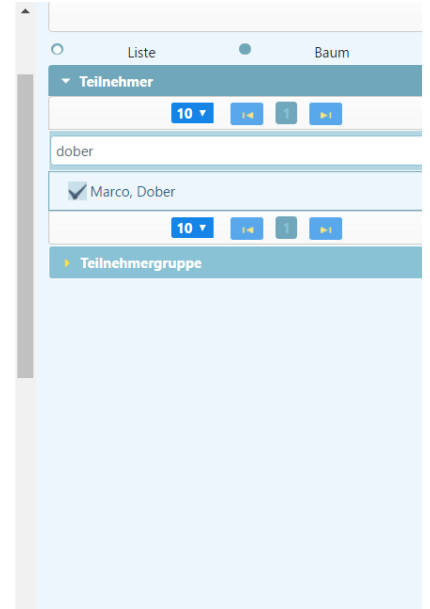 Liste Baum
Teilnehmer
10 1
dober
Marco, Dober
10 1
Teilnehmergruppe